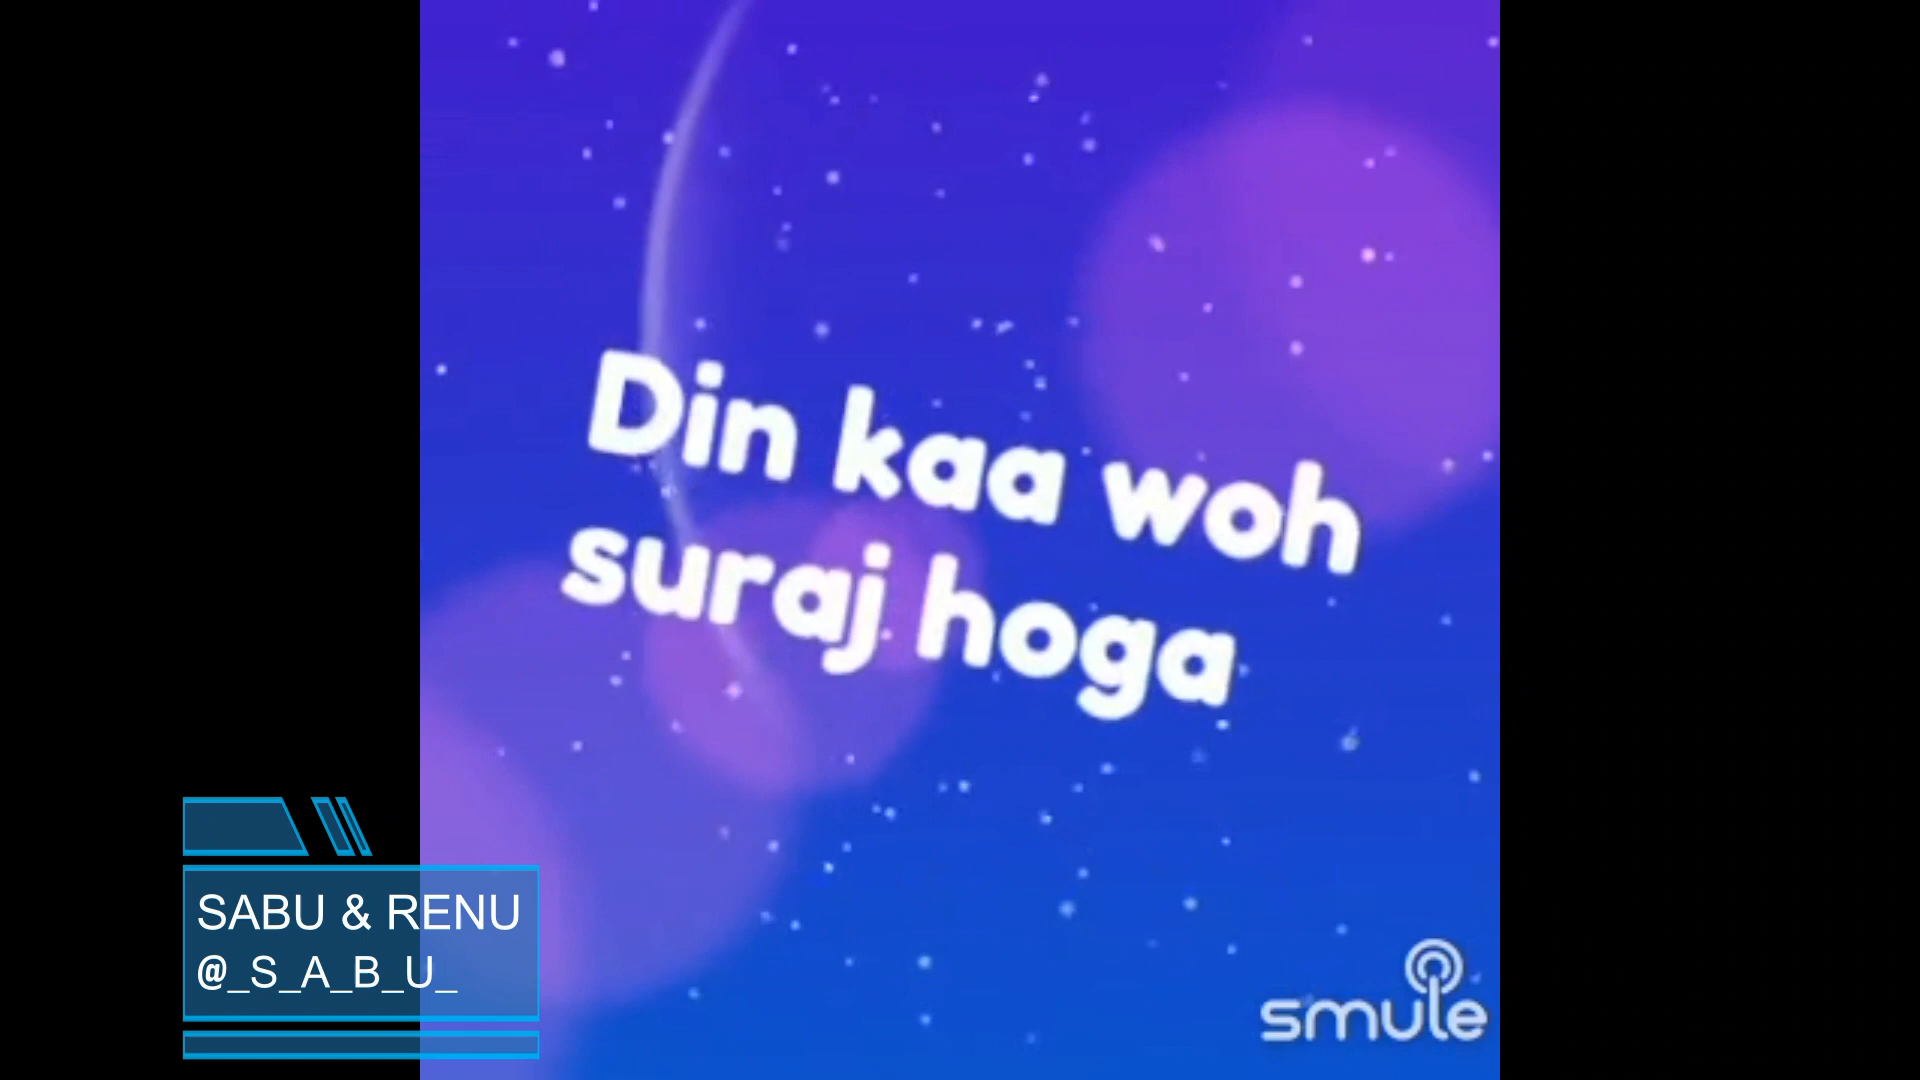 Din kaa woh
suraj hoga
SABU & RENU
@_S_A_B_U_
smule